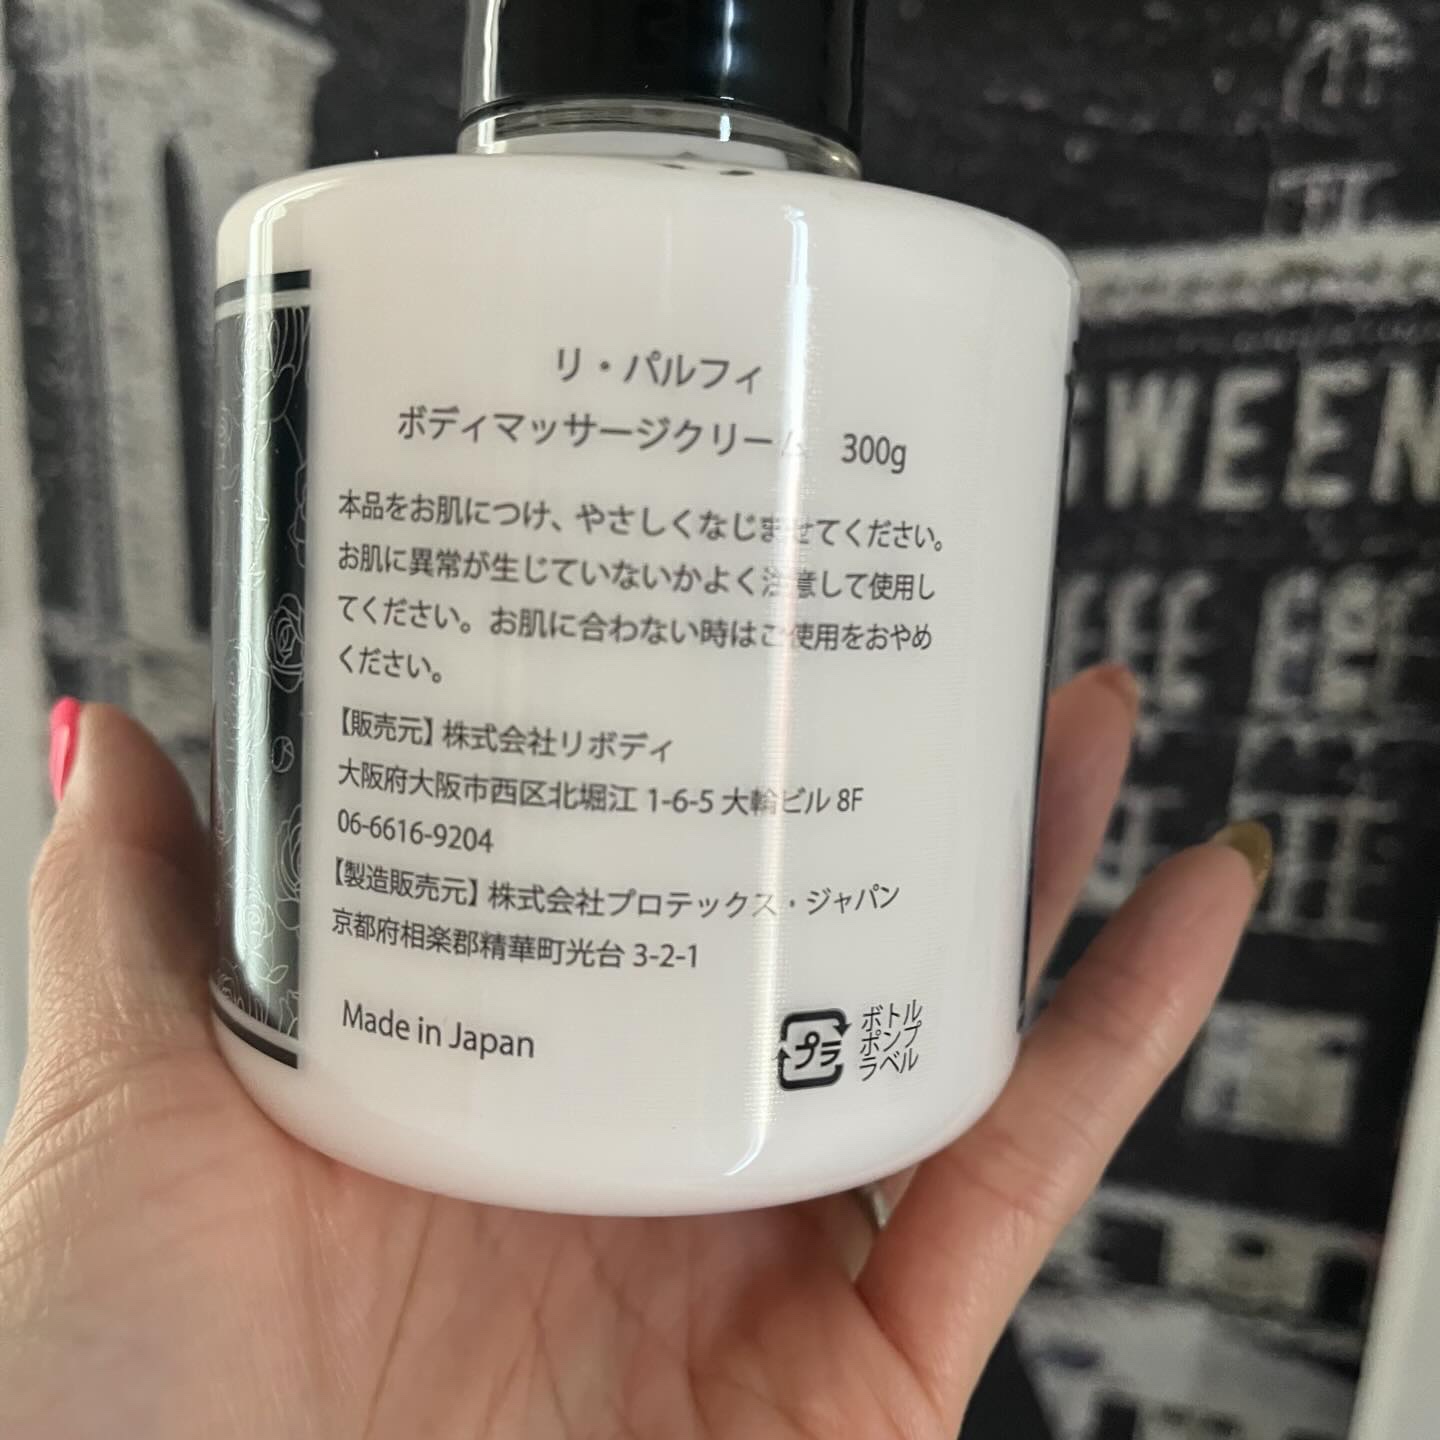 リ・パルフィ
ボディマッサージクリーム 300g
本品をお肌につけ、やさしくなじませてください。
お肌に異常が生じていないかよく注意して使用し
てください。お肌に合わない時はご使用をおやめ
ください。
【販売元】株式会社リボディ
大阪府大阪市西区北堀江 1-6-5 大輪ビル 8F
06-6616-9204
【製造販売元】株式会社プロテックス・ジャパン
京都府相楽郡精華町光台 3-2-1
Made in Japan
プラ
ボトル
ポンプ
ラベル
WEEN